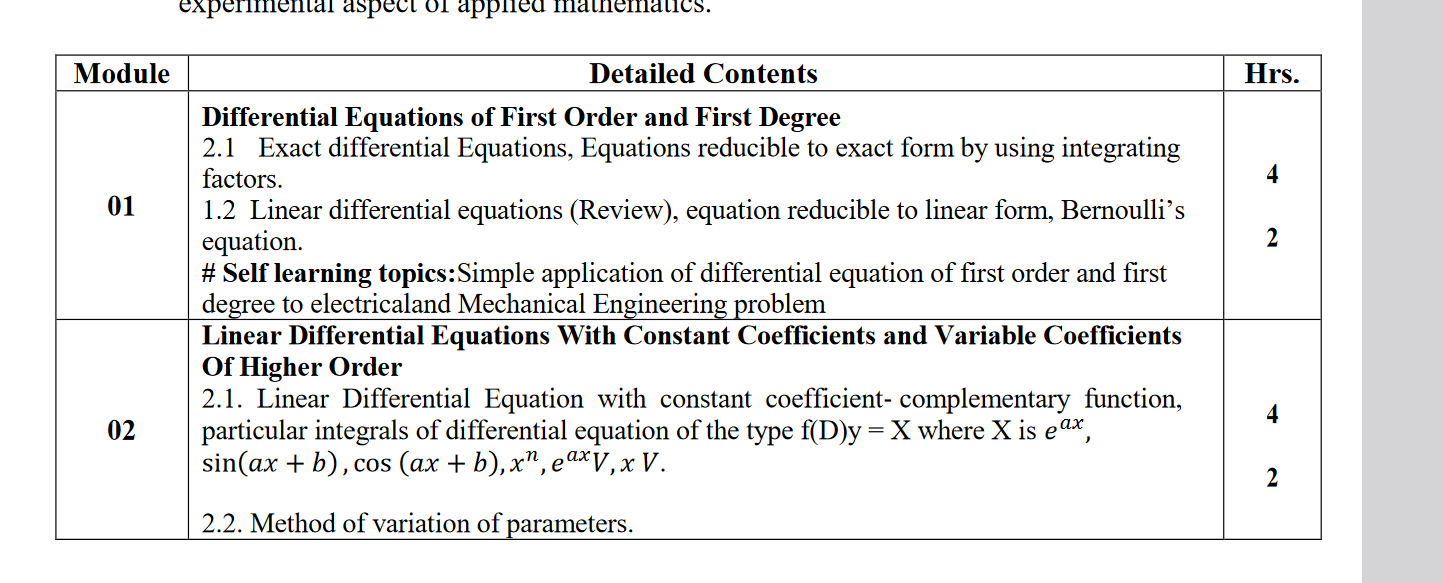 experimental aspect of applied mathematics.
Module Detailed Contents Hrs.
Differential Equations of First Order and First Degree
2.1 Exact differential Equations, Equations reducible to exact form by using integrating
factors.
4
01
1.2 Linear differential equations (Review), equation reducible to linear form, Bernoulli’s
equation.
2
# Self learning topics:Simple application of differential equation of first order and first
degree to electricaland Mechanical Engineering problem
Linear Differential Equations With Constant Coefficients and Variable Coefficients
Of Higher Order
2.1. Linear Differential Equation with constant coefficient- complementary function,
4
02
particular integrals of differential equation of the type f(D)y = X where X is e^{ax},
sin(ax + b), cos (ax + b), x^n, e^{ax}V, x V.
2
2.2. Method of variation of parameters.